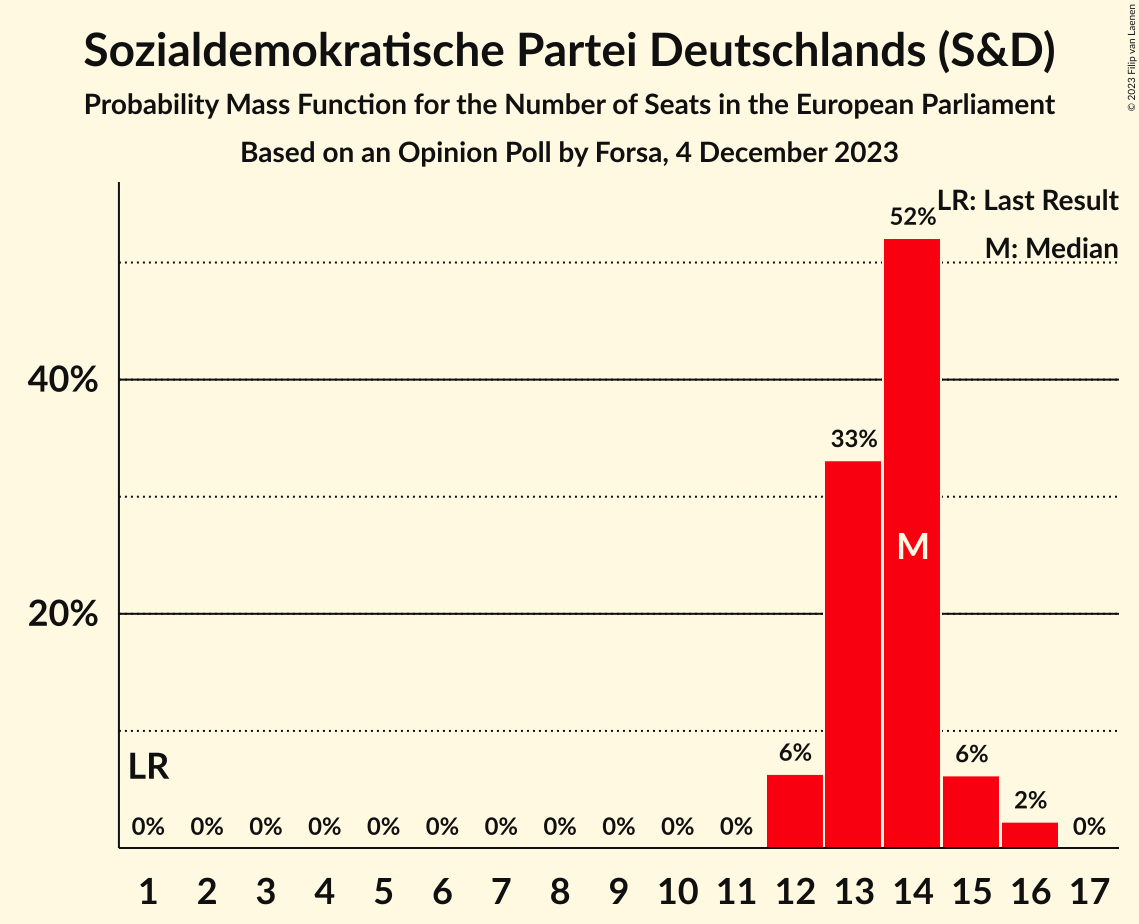 Sozialdemokratische Partei Deutschlands (S&D)
Probability Mass Function for the Number of Seats in the European Parliament
Based on an Opinion Poll by Forsa, 4 December 2023
© 2023 Filip van Laenen
LR: Last Result
M: Median
52%
40%
33%
M
20%
LR
6%
6%
2%
0% 0% 0% 0% 0% 0% 0% 0% 0% 0% 0% 0%
1 2 3 4 5 6 7 8 9 10 11 12 13 14 15 16 17